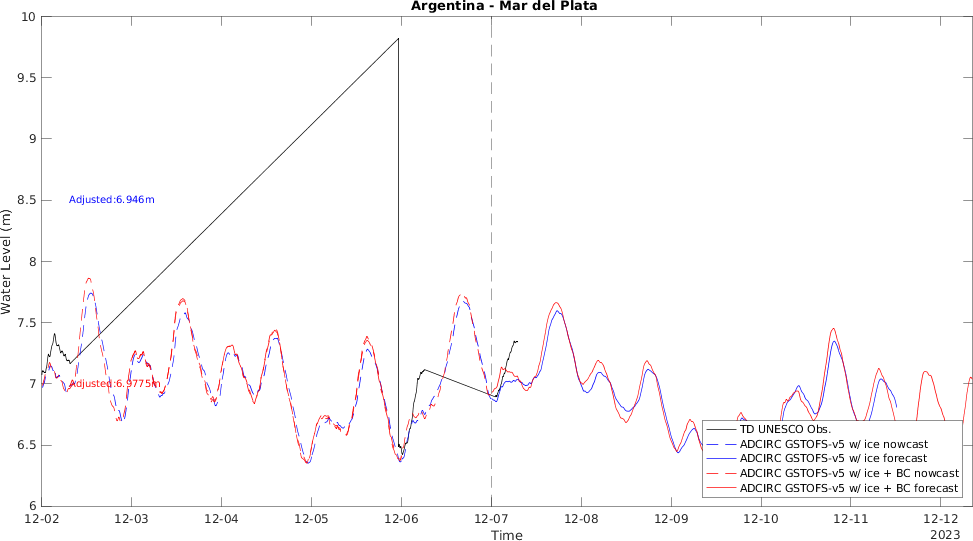 Argentina - Mar del Plata
10
9.5
9
8.5
8
7.5
7
6.5
6
Water Level (m)
Adjusted:6.946m
Adjusted:6.9775m
TD UNESCO Obs.
ADCIRC GSTOFS-v5 w/ ice nowcast
ADCIRC GSTOFS-v5 w/ ice forecast
ADCIRC GSTOFS-v5 w/ ice + BC nowcast
ADCIRC GSTOFS-v5 w/ ice + BC forecast
12-02 12-03 12-04 12-05 12-06 12-07 12-08 12-09 12-10 12-11 12-12
Time
2023